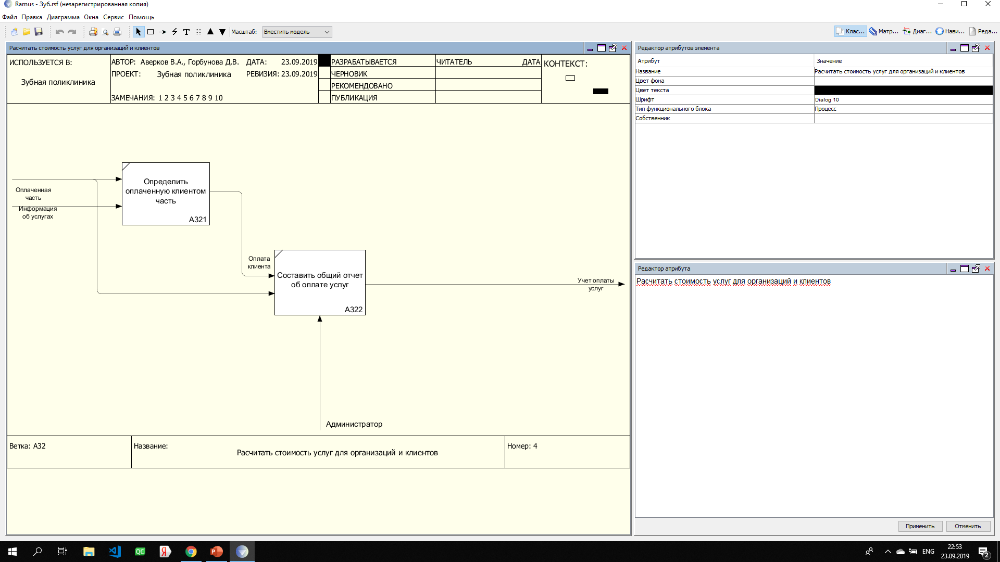 Ramus - Зуб.rsf (незарегистрированная копия)
Файл Правка Диаграмма Окна Сервис Помощь
Масштаб: Вместить модель
Клас... Матр... Диаг... Нави... Реда...
Расчитать стоимость услуг для организаций и клиентов
ИСПОЛЬЗУЕТСЯ В:
Зубная поликлиника
АВТОР: Аверков В.А., Горбунова Д.В. ДАТА: 23.09.2019
ПРОЕКТ: Зубная поликлиника РЕВИЗИЯ: 23.09.2019
ЗАМЕЧАНИЯ: 1 2 3 4 5 6 7 8 9 10
РАЗРАБАТЫВАЕТСЯ
ЧЕРНОВИК
РЕКОМЕНДОВАНО
ПУБЛИКАЦИЯ
ЧИТАТЕЛЬ ДАТА
КОНТЕКСТ:
Определить
оплаченную клиентом
часть
A321
Оплаченная
часть
Информация
об услугах
Оплата
клиента
Составить общий отчет
об оплате услуг
A322
Учет оплаты
услуг
Администратор
Ветка: A32
Название:
Расчитать стоимость услуг для организаций и клиентов
Номер: 4
Редактор атрибутов элемента
Атрибут Значение
Название Расчитать стоимость услуг для организаций и клиентов
Цвет фона
Цвет текста
Шрифт Dialog 10
Тип функционального блока Процесс
Собственник
Редактор атрибута
Расчитать стоимость услуг для организаций и клиентов
Применить Отменить
QC
Я
P
ENG
22:53
23.09.2019
2